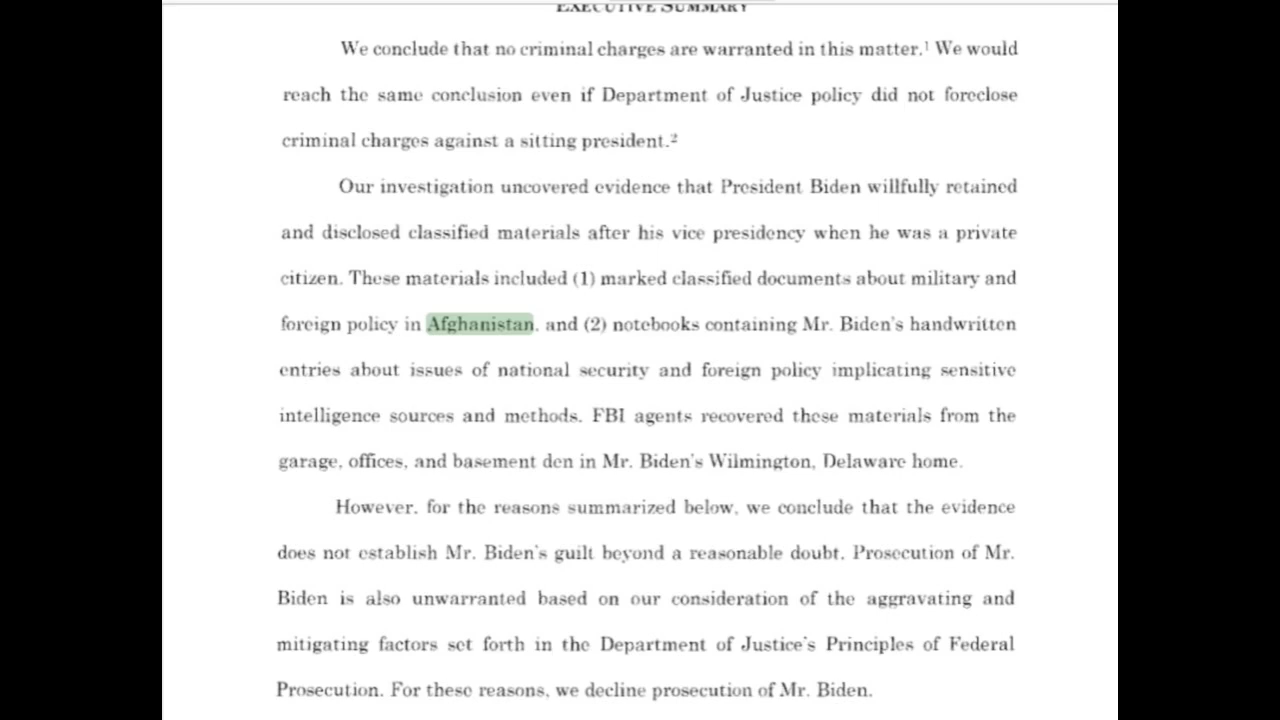 EXECUTIVE SUMMARY
We conclude that no criminal charges are warranted in this matter.¹ We would
reach the same conclusion even if Department of Justice policy did not foreclose
criminal charges against a sitting president.²
Our investigation uncovered evidence that President Biden willfully retained
and disclosed classified materials after his vice presidency when he was a private
citizen. These materials included (1) marked classified documents about military and
foreign policy in Afghanistan, and (2) notebooks containing Mr. Biden's handwritten
entries about issues of national security and foreign policy implicating sensitive
intelligence sources and methods. FBI agents recovered these materials from the
garage, offices, and basement den in Mr. Biden's Wilmington, Delaware home.
However, for the reasons summarized below, we conclude that the evidence
does not establish Mr. Biden's guilt beyond a reasonable doubt. Prosecution of Mr.
Biden is also unwarranted based on our consideration of the aggravating and
mitigating factors set forth in the Department of Justice's Principles of Federal
Prosecution. For these reasons, we decline prosecution of Mr. Biden.